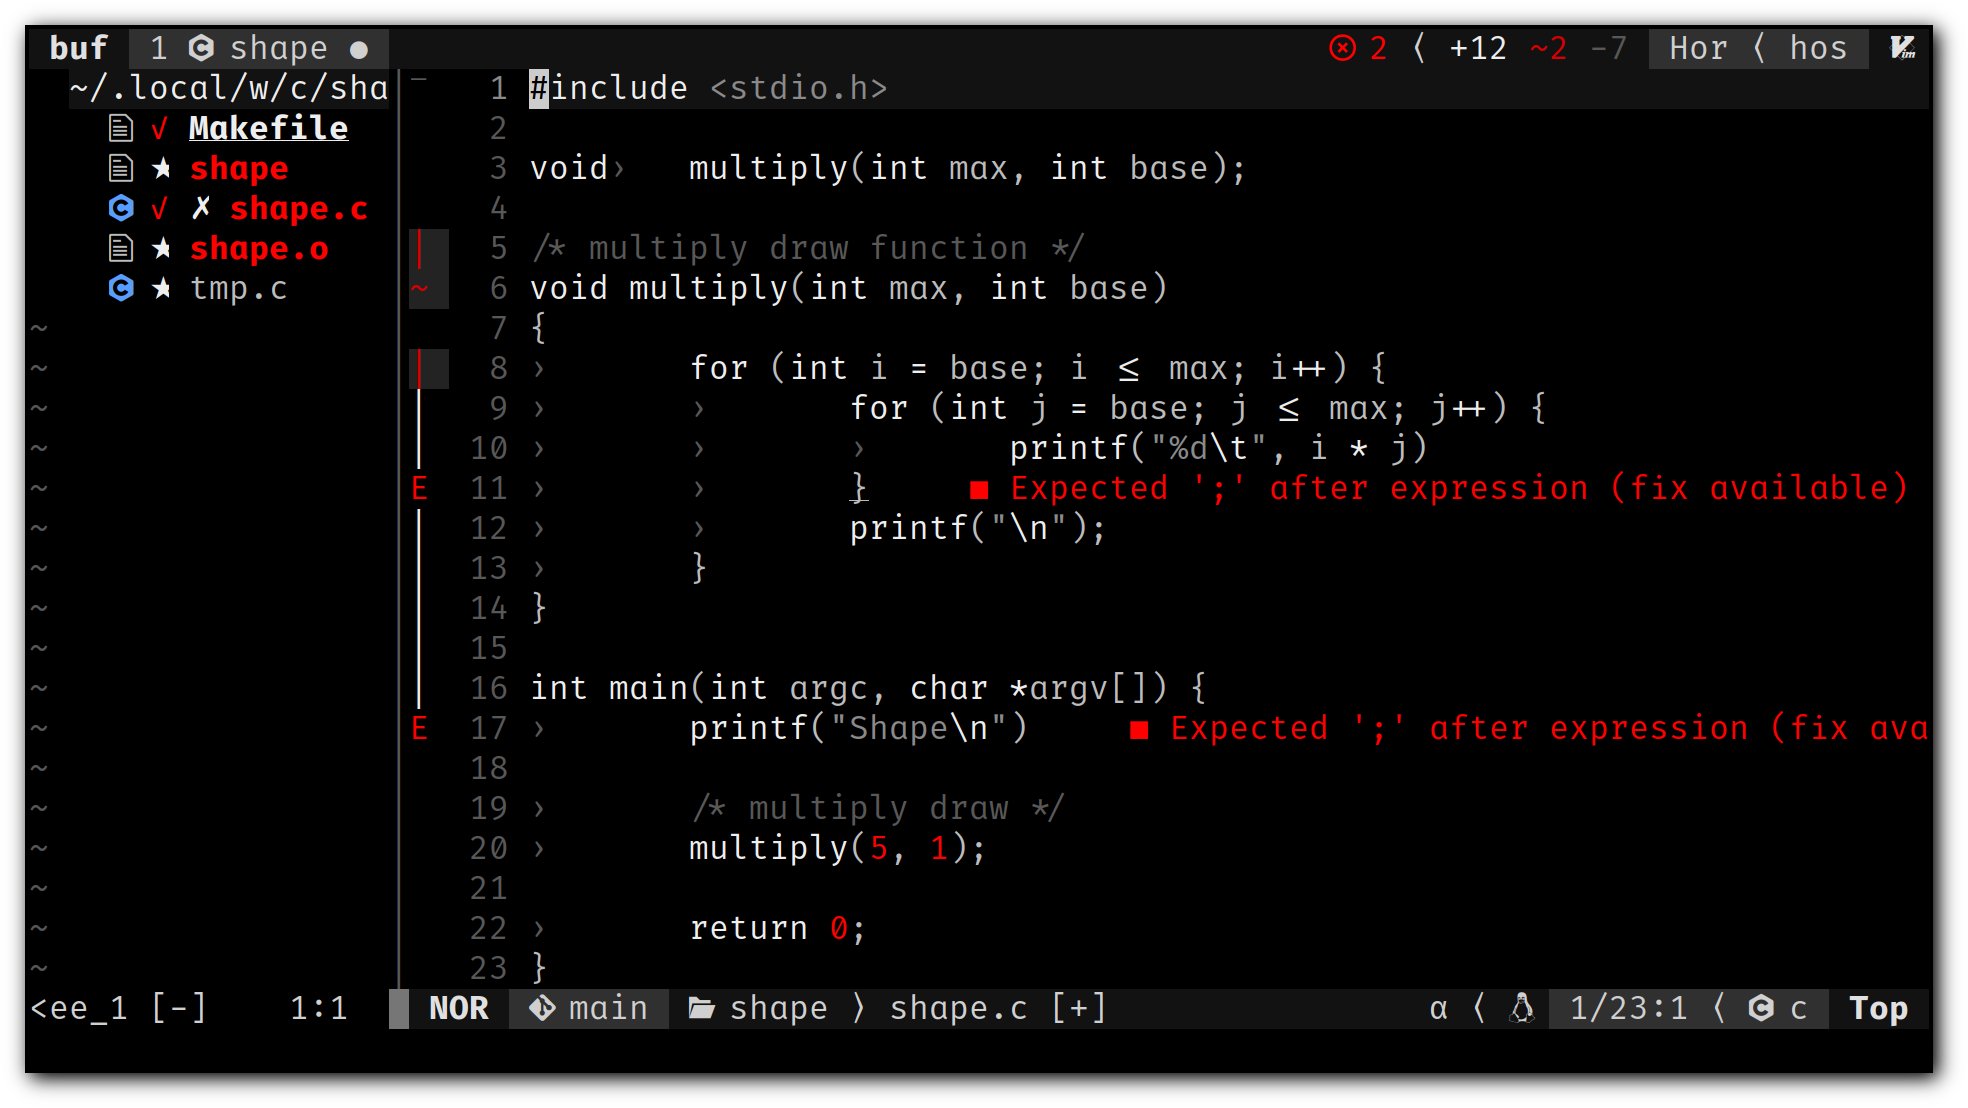 buf 1 shape ● 2 ⟨ +12 ~2 -7 Hor ⟨ hos Vim
~/.local/w/c/sha
√ Makefile
★ shape
√ ✗ shape.c
★ shape.o
★ tmp.c
1 #include <stdio.h>
2
3 void› multiply(int max, int base);
4
5 /* multiply draw function */
~ 6 void multiply(int max, int base)
7 {
8 › for (int i = base; i ≤ max; i++) {
9 › › for (int j = base; j ≤ max; j++) {
10 › › › printf("%d\t", i * j)
E 11 › › } ■ Expected ';' after expression (fix available)
12 › › printf("\n");
13 › }
14 }
15
16 int main(int argc, char *argv[]) {
E 17 › printf("Shape\n") ■ Expected ';' after expression (fix ava
18
19 › /* multiply draw */
20 › multiply(5, 1);
21
22 › return 0;
23 }
<ee_1 [-] 1:1 NOR main shape ⟩ shape.c [+] α ⟨ 1/23:1 ⟨ c Top